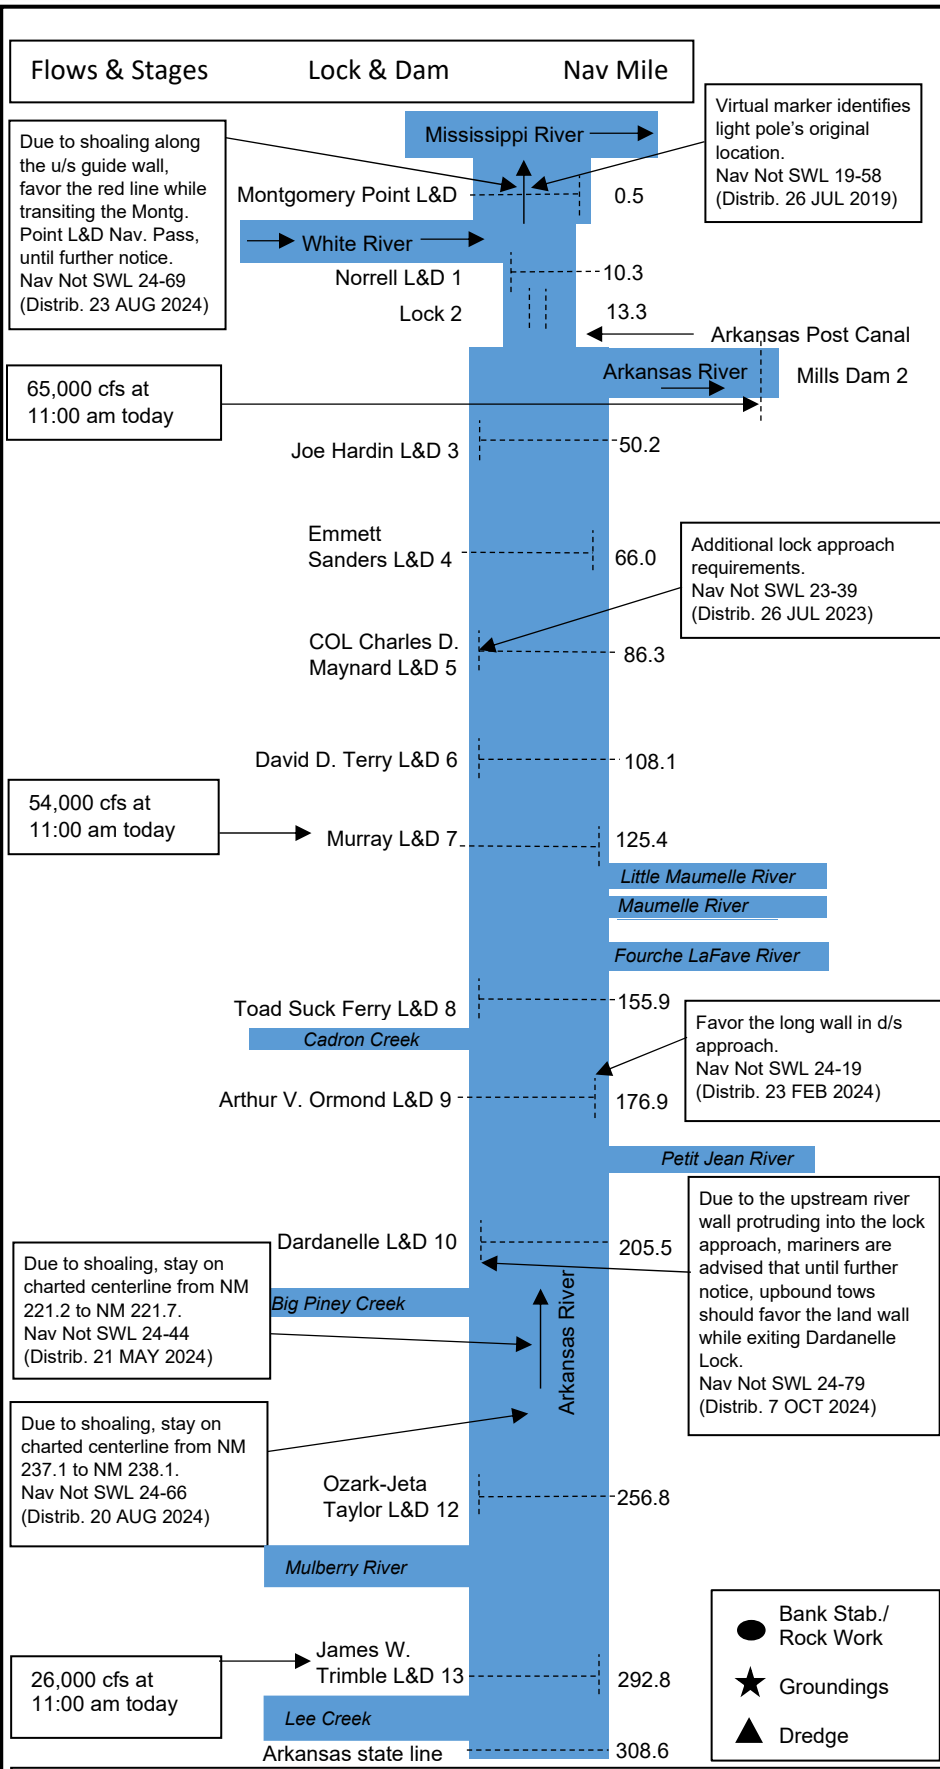 Flows & Stages Lock & Dam Nav Mile
Due to shoaling along
the u/s guide wall,
favor the red line while
transiting the Montg.
Point L&D Nav. Pass,
until further notice.
Nav Not SWL 24-69
(Distrib. 23 AUG 2024)
Mississippi River
Virtual marker identifies
light pole's original
location.
Nav Not SWL 19-58
(Distrib. 26 JUL 2019)
Montgomery Point L&D 0.5
White River
Norrell L&D 1 10.3
Lock 2 13.3
Arkansas Post Canal
Arkansas River
Mills Dam 2
65,000 cfs at
11:00 am today
Joe Hardin L&D 3 50.2
Emmett
Sanders L&D 4 66.0
Additional lock approach
requirements.
Nav Not SWL 23-39
(Distrib. 26 JUL 2023)
COL Charles D.
Maynard L&D 5 86.3
David D. Terry L&D 6 108.1
54,000 cfs at
11:00 am today
Murray L&D 7 125.4
Little Maumelle River
Maumelle River
Fourche LaFave River
Toad Suck Ferry L&D 8 155.9
Cadron Creek
Favor the long wall in d/s
approach.
Nav Not SWL 24-19
(Distrib. 23 FEB 2024)
Arthur V. Ormond L&D 9 176.9
Petit Jean River
Dardanelle L&D 10 205.5
Due to the upstream river
wall protruding into the lock
approach, mariners are
advised that until further
notice, upbound tows
should favor the land wall
while exiting Dardanelle
Lock.
Nav Not SWL 24-79
(Distrib. 7 OCT 2024)
Due to shoaling, stay on
charted centerline from NM
221.2 to NM 221.7.
Nav Not SWL 24-44
(Distrib. 21 MAY 2024)
Big Piney Creek
Arkansas River
Due to shoaling, stay on
charted centerline from NM
237.1 to NM 238.1.
Nav Not SWL 24-66
(Distrib. 20 AUG 2024)
Ozark-Jeta
Taylor L&D 12 256.8
Mulberry River
26,000 cfs at
11:00 am today
James W.
Trimble L&D 13 292.8
Lee Creek
Arkansas state line 308.6
Bank Stab./
Rock Work
Groundings
Dredge